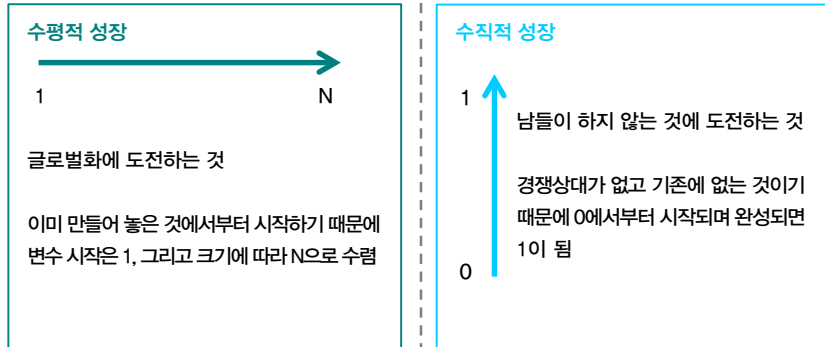 수평적 성장
1
N
글로벌화에 도전하는 것
이미 만들어 놓은 것에서부터 시작하기 때문에
변수 시작은 1, 그리고 크기에 따라 N으로 수렴
수직적 성장
1
남들이 하지 않는 것에 도전하는 것
경쟁상대가 없고 기존에 없는 것이기
때문에 0에서부터 시작되며 완성되면
1이 됨
0